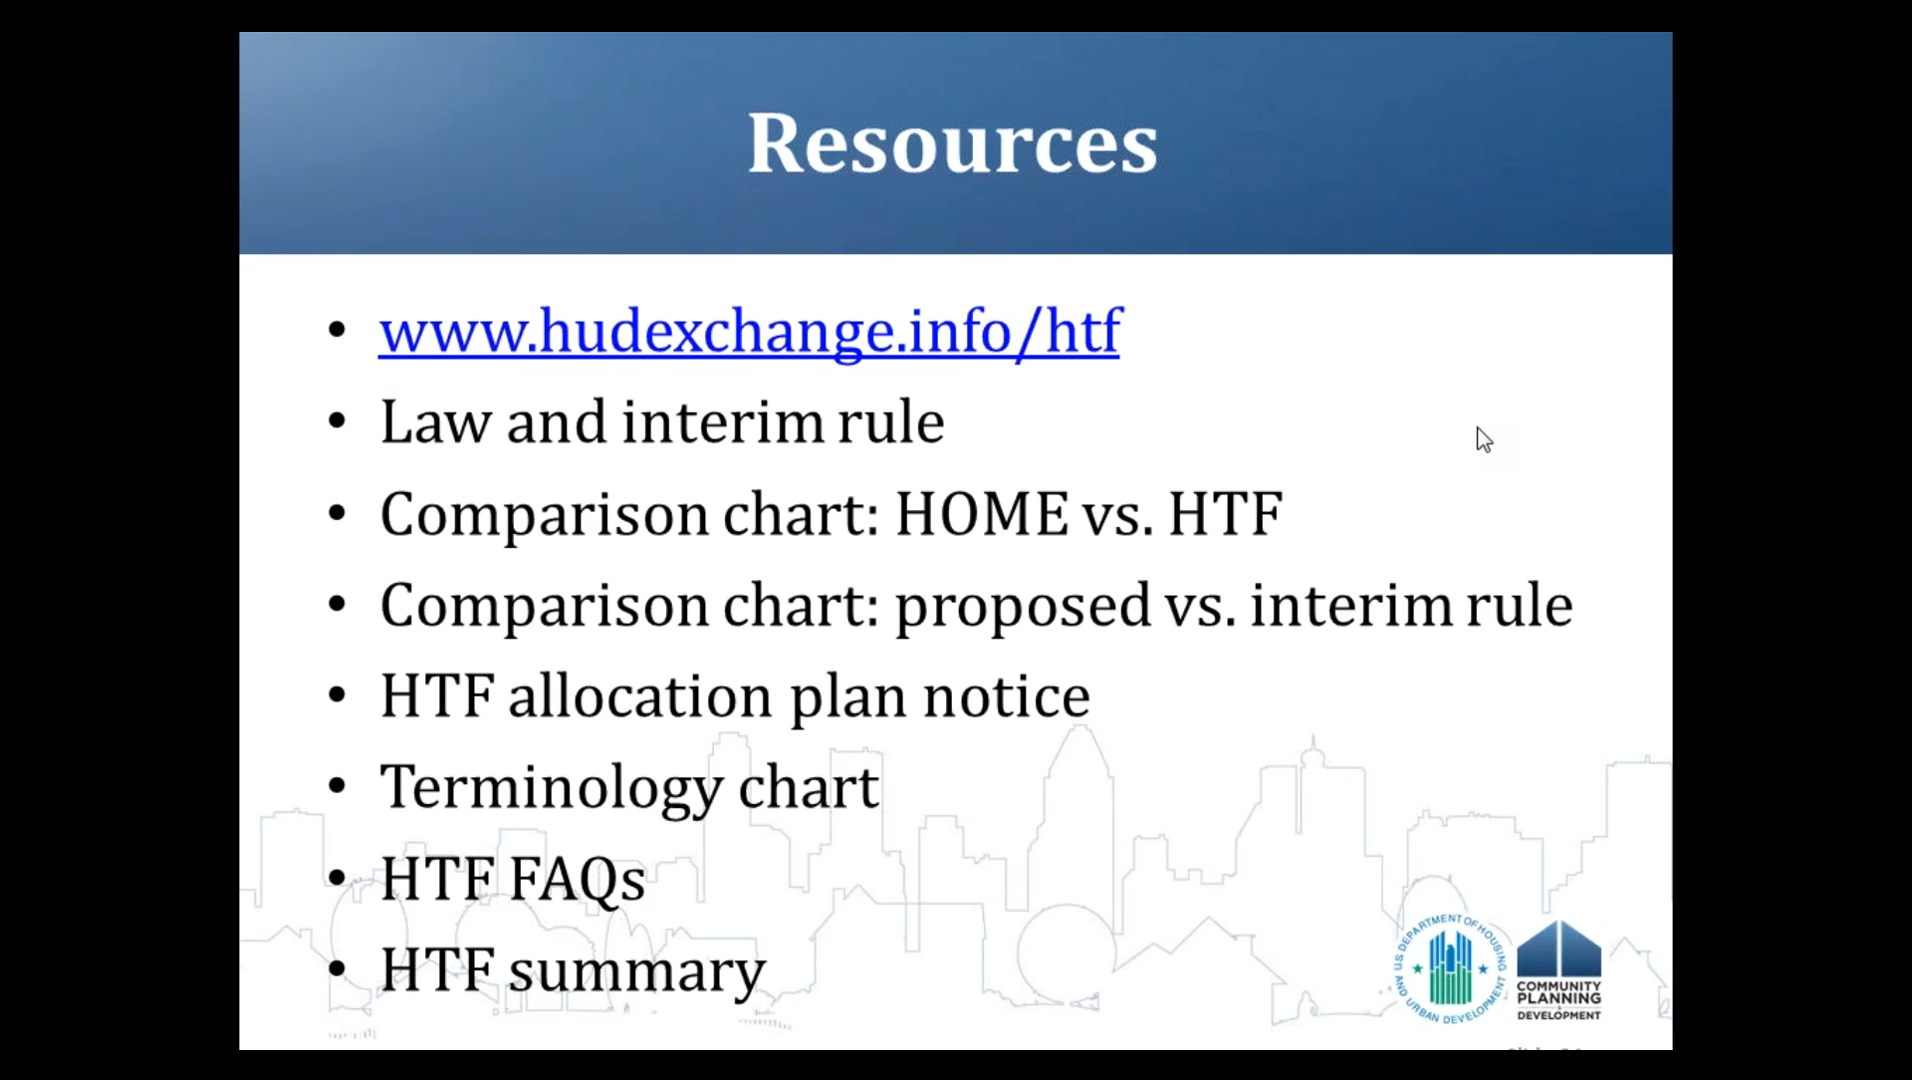 Resources
• www.hudexchange.info/htf
• Law and interim rule
• Comparison chart: HOME vs. HTF
• Comparison chart: proposed vs. interim rule
• HTF allocation plan notice
• Terminology chart
• HTF FAQs
• HTF summary
US DEPARTMENT OF HOUSING
AND URBAN DEVELOPMENT
COMMUNITY
PLANNING
DEVELOPMENT